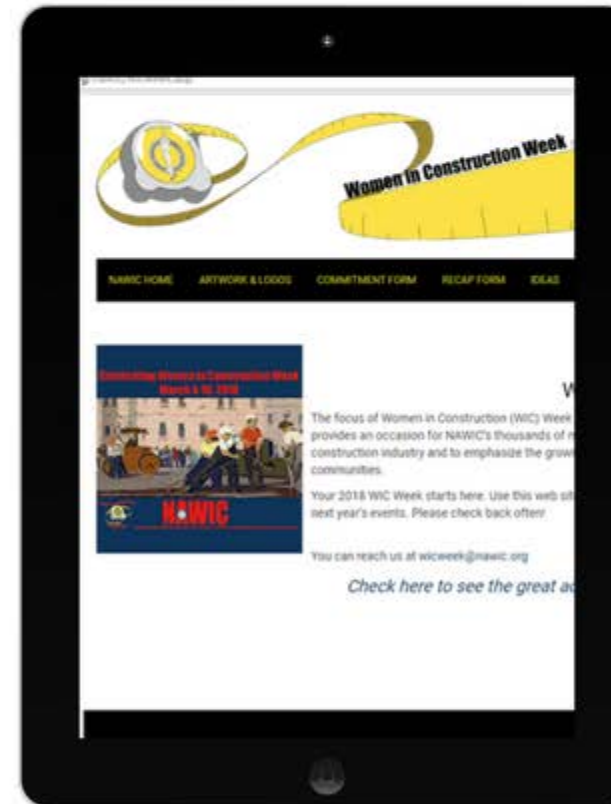 Women In Construction Week
NAWIC HOME ARTWORK & LOGOS COMMITMENT FORM RECAP FORM IDEAS
Celebrating Women in Construction Week
March 4-10, 2018
NAWIC
W
The focus of Women in Construction (WIC) Week
provides an occasion for NAWIC's thousands of
construction industry and to emphasize the
communities.
Your 2018 WIC Week starts here. Use this web
next year's events. Please check back often!
You can reach us at wicweek@nawic.org
Check here to see the great